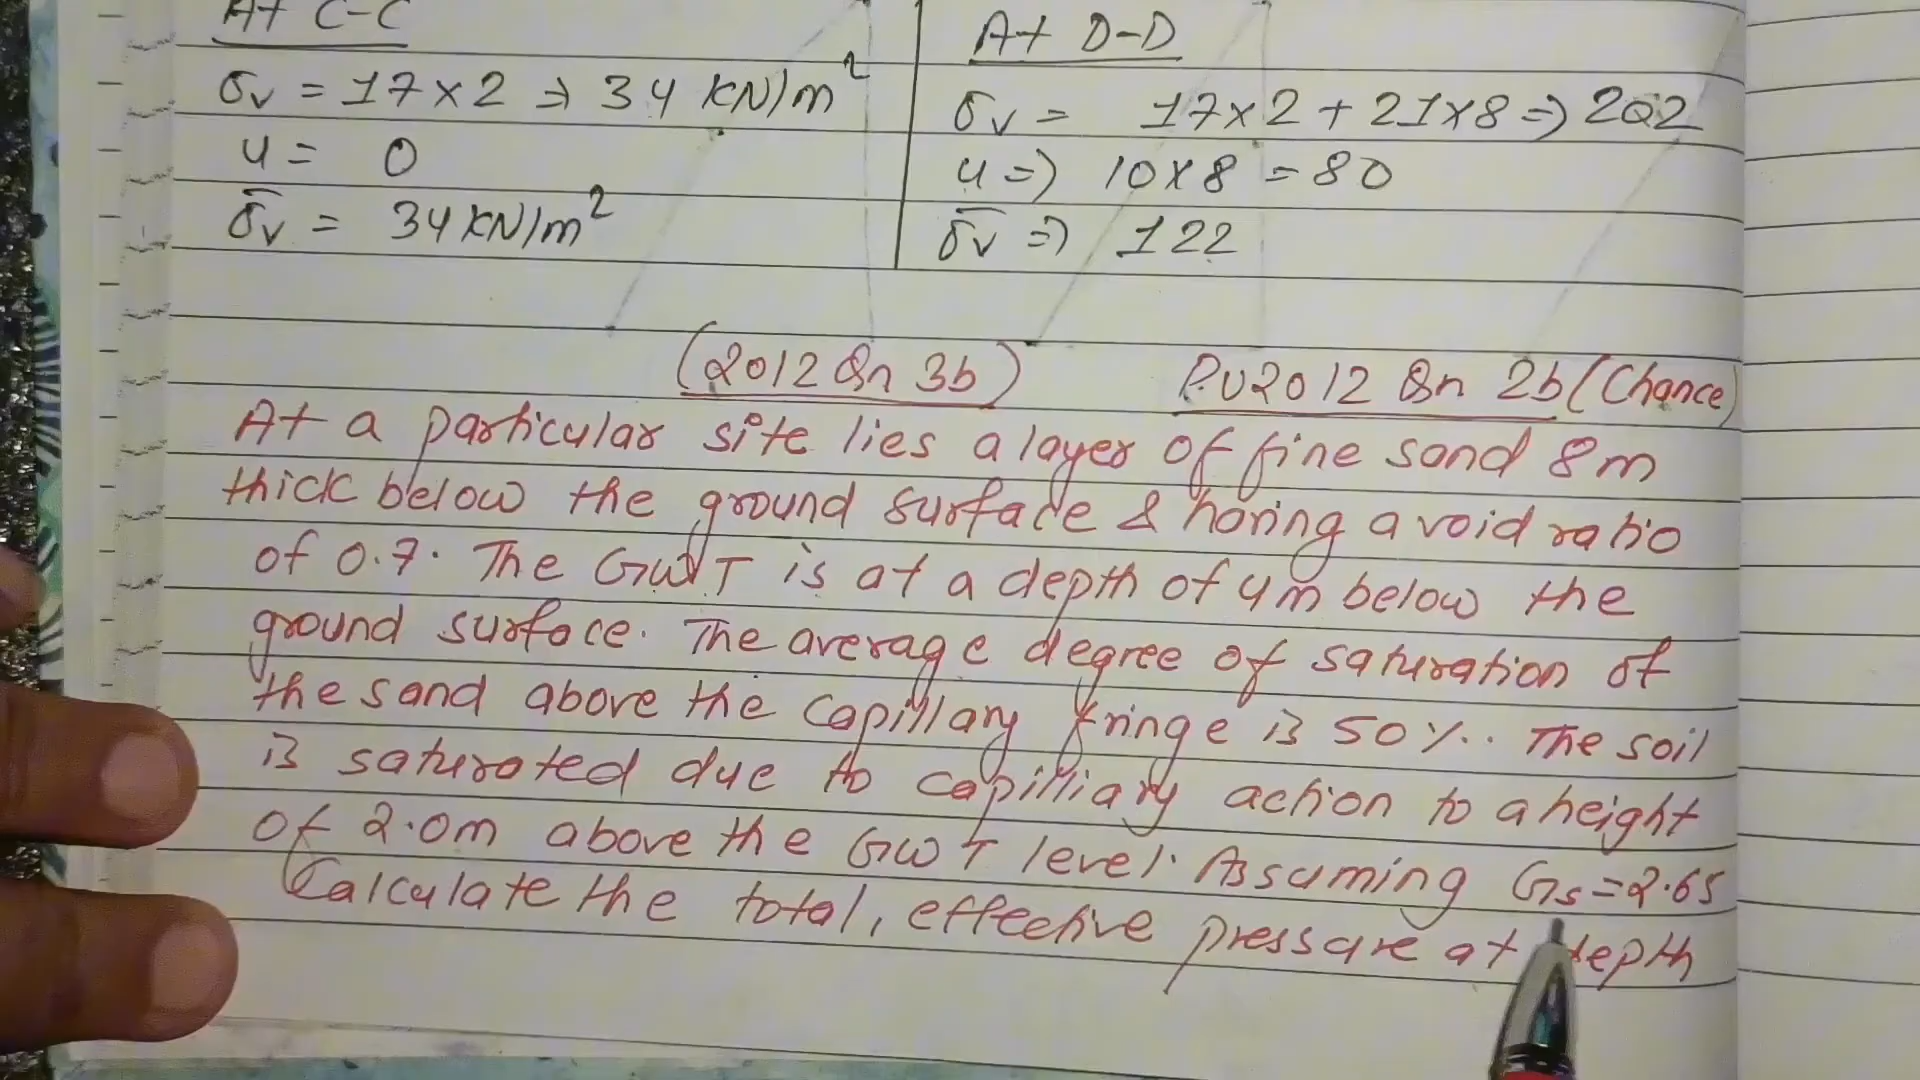 At C-C
σv = 17×2 ⇒ 34 KN/m²
u = 0
σ̄v = 34 KN/m²
At D-D
σv = 17×2 + 21×8 ⇒ 202
u ⇒ 10×8 = 80
σ̄v ⇒ 122
(2012 Qn 3b) PU2012 Qn 2b (Chance)
At a particular site lies a layer of fine sand 8m
thick below the ground surface & having a void ratio
of 0.7. The GWT is at a depth of 4m below the
ground surface. The average degree of saturation of
the sand above the capillary fringe is 50%. The soil
is saturated due to capilliary action to a height
of 2.0m above the GWT level. Assuming Gs = 2.65
Calculate the total, effective pressure at depth